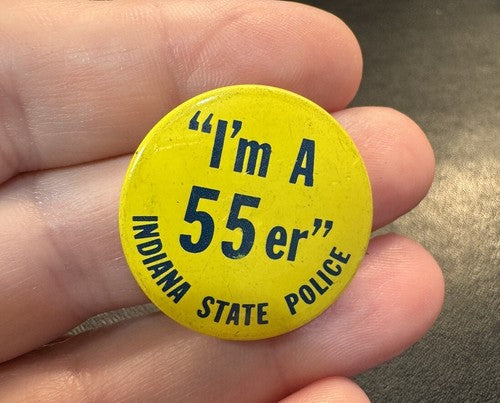 "I'm A
55er"
INDIANA STATE POLICE